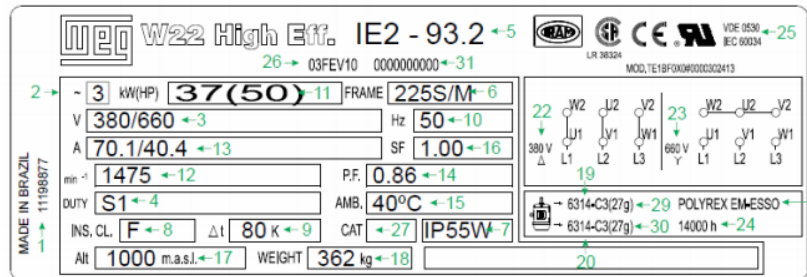 WEG W22 High Eff. IE2 - 93.2 ←5
LR 38324
VDE 0530 ←25
IEC 60034
26→ 03FEV10 0000000000 ←31
MOD,TE1BF0X0#0000302413
2→ ~ 3 kW(HP) 37(50) ←11 FRAME 225S/M ←6
V 380/660 ←3 Hz 50 ←10
A 70.1/40.4 ←13 SF 1.00 ←16
min -1 1475 ←12 P.F. 0.86 ←14
DUTY S1 ←4 AMB. 40ºC ←15
INS. CL. F ←8 Δt 80 K ←9 CAT ←27 IP55W ←7
Alt 1000 m.a.s.l. ←17 WEIGHT 362 kg ←18
MADE IN BRAZIL
1→ 11198877
22 W2 U2 V2 23 W2 U2 V2
U1 V1 W1 U1 V1 W1
380 V Δ L1 L2 L3 660 V Y L1 L2 L3
19
→ 6314-C3(27g) ←29 POLYREX EM-ESSO ←
→ 6314-C3(27g) ←30 14000 h ←24
20